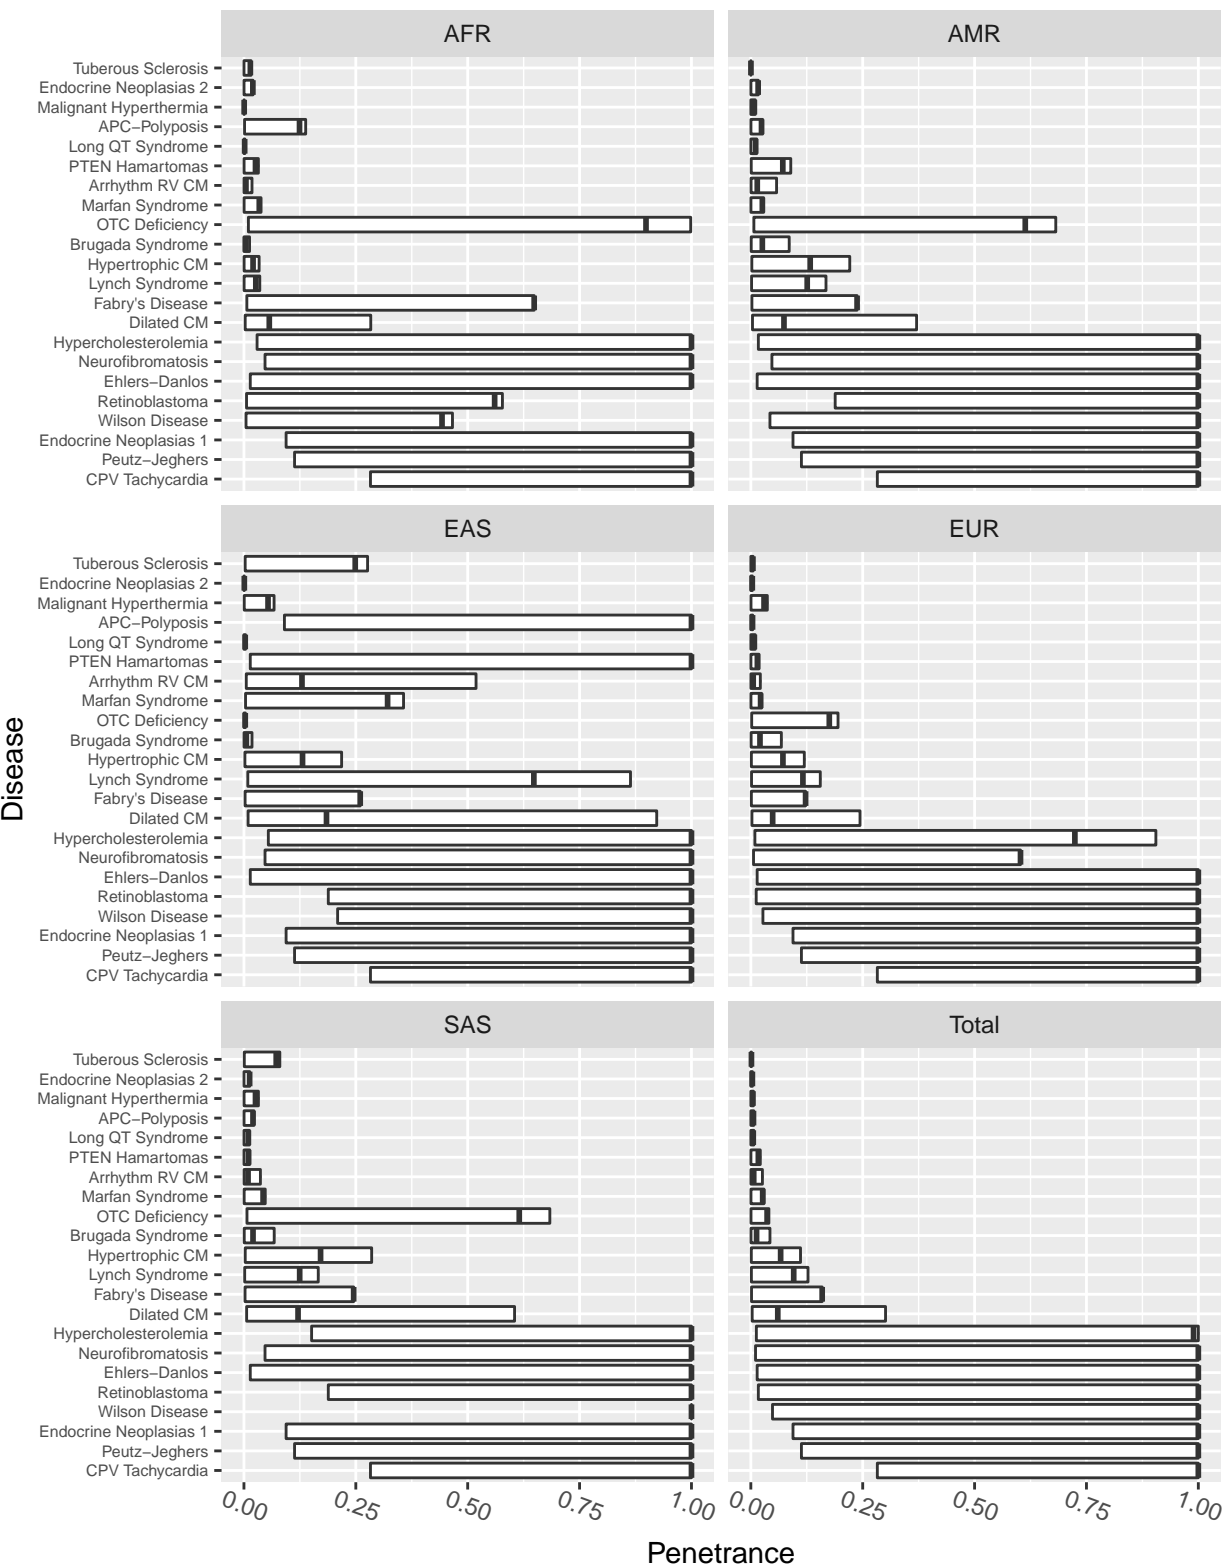 AFR AMR
Tuberous Sclerosis
Endocrine Neoplasias 2
Malignant Hyperthermia
APC−Polyposis
Long QT Syndrome
PTEN Hamartomas
Arrhythm RV CM
Marfan Syndrome
OTC Deficiency
Brugada Syndrome
Hypertrophic CM
Lynch Syndrome
Fabry's Disease
Dilated CM
Hypercholesterolemia
Neurofibromatosis
Ehlers−Danlos
Retinoblastoma
Wilson Disease
Endocrine Neoplasias 1
Peutz−Jeghers
CPV Tachycardia
EAS EUR
Tuberous Sclerosis
Endocrine Neoplasias 2
Malignant Hyperthermia
APC−Polyposis
Long QT Syndrome
PTEN Hamartomas
Arrhythm RV CM
Marfan Syndrome
OTC Deficiency
Brugada Syndrome
Hypertrophic CM
Lynch Syndrome
Fabry's Disease
Dilated CM
Hypercholesterolemia
Neurofibromatosis
Ehlers−Danlos
Retinoblastoma
Wilson Disease
Endocrine Neoplasias 1
Peutz−Jeghers
CPV Tachycardia
Disease
SAS Total
Tuberous Sclerosis
Endocrine Neoplasias 2
Malignant Hyperthermia
APC−Polyposis
Long QT Syndrome
PTEN Hamartomas
Arrhythm RV CM
Marfan Syndrome
OTC Deficiency
Brugada Syndrome
Hypertrophic CM
Lynch Syndrome
Fabry's Disease
Dilated CM
Hypercholesterolemia
Neurofibromatosis
Ehlers−Danlos
Retinoblastoma
Wilson Disease
Endocrine Neoplasias 1
Peutz−Jeghers
CPV Tachycardia
0.00 0.25 0.50 0.75 1.00 0.00 0.25 0.50 0.75 1.00
Penetrance